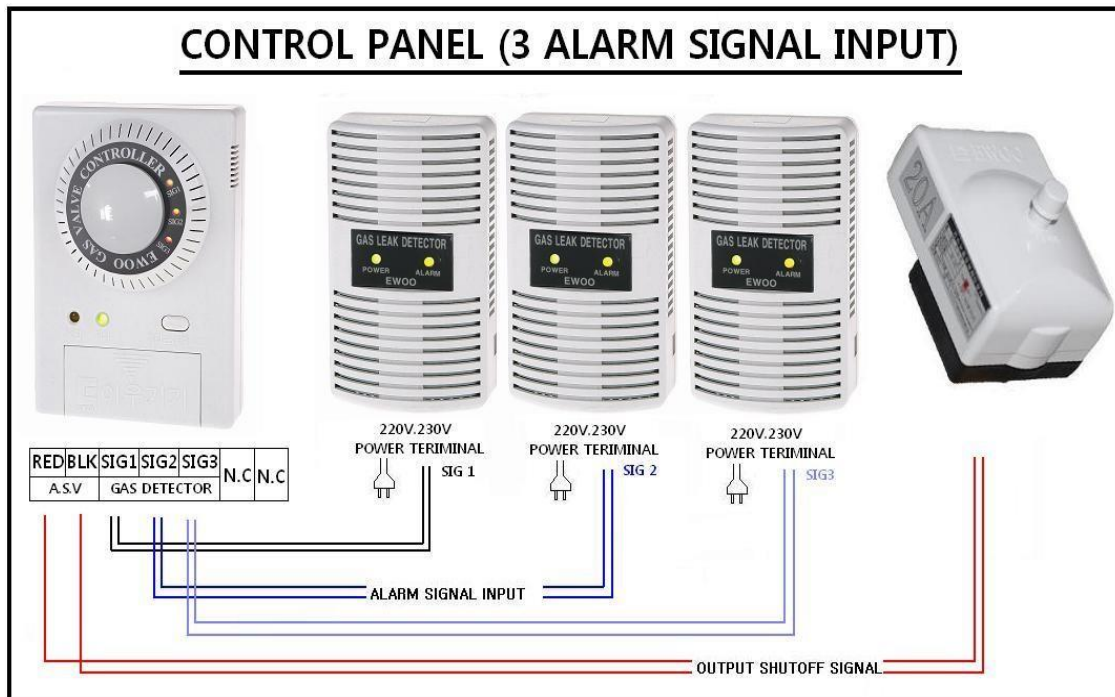 CONTROL PANEL (3 ALARM SIGNAL INPUT)
EWOO GAS VALVE CONTROLLER
SIG1
SIG2
SIG3
GAS LEAK DETECTOR
POWER ALARM
EWOO
GAS LEAK DETECTOR
POWER ALARM
EWOO
GAS LEAK DETECTOR
POWER ALARM
EWOO
EWOO
20A
220V.230V
POWER TERIMINAL
SIG 1
220V.230V
POWER TERIMINAL
SIG 2
220V.230V
POWER TERIMINAL
SIG3
RED BLK SIG1 SIG2 SIG3 N.C N.C
A.S.V GAS DETECTOR
ALARM SIGNAL INPUT
OUTPUT SHUTOFF SIGNAL